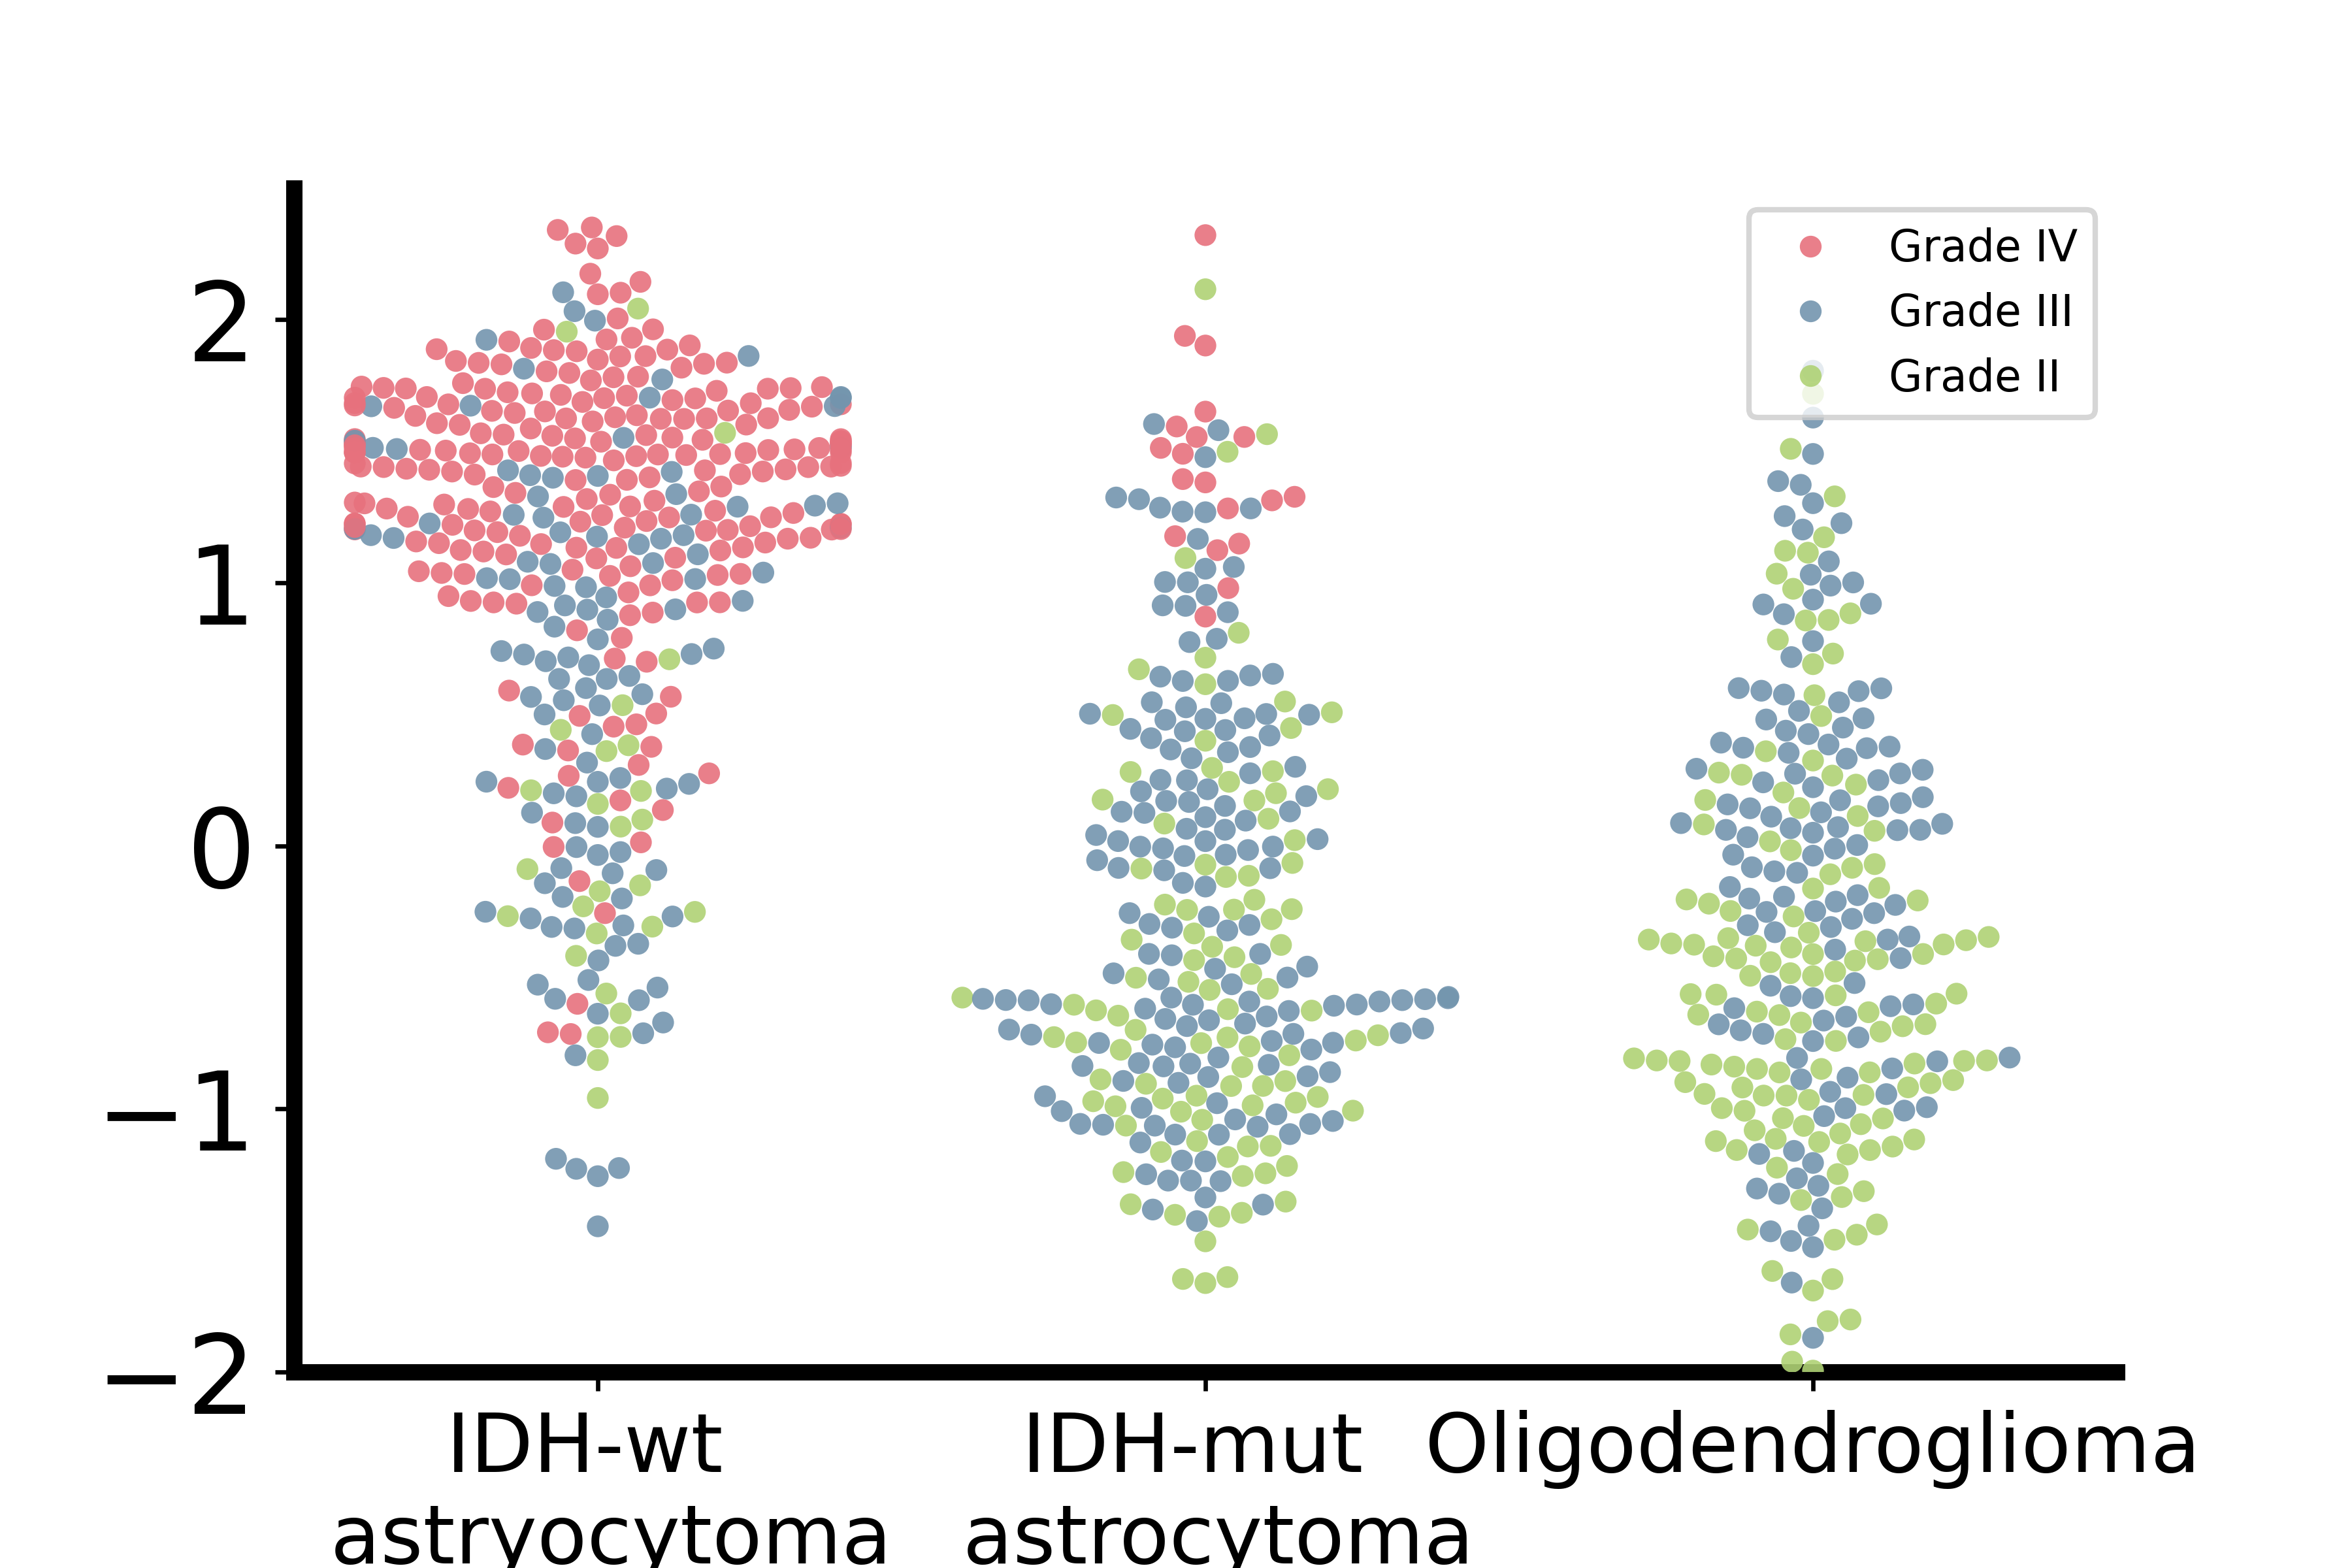 Grade IV
Grade III
Grade II
2
1
0
−1
−2
IDH-wt
astryocytoma
IDH-mut
astrocytoma
Oligodendroglioma